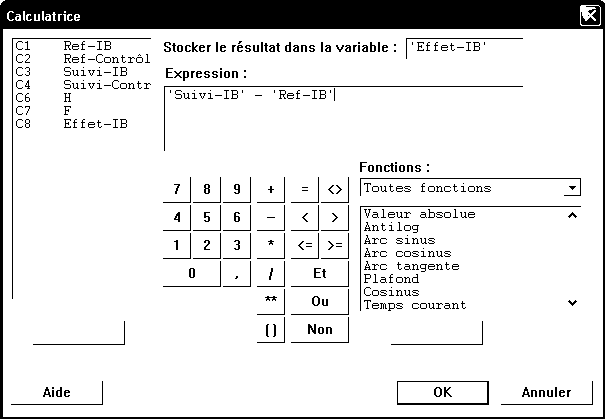 Calculatrice
C1 Ref-IB
C2 Ref-Contrôl
C3 Suivi-IB
C4 Suivi-Contr
C6 H
C7 F
C8 Effet-IB
Stocker le résultat dans la variable : 'Effet-IB'
Expression :
'Suivi-IB' - 'Ref-IB'
Fonctions :
Toutes fonctions
7 8 9 + = <>
4 5 6 - < >
1 2 3 * <= >=
0 , / Et
** Ou
() Non
Valeur absolue
Antilog
Arc sinus
Arc cosinus
Arc tangente
Plafond
Cosinus
Temps courant
Aide OK Annuler